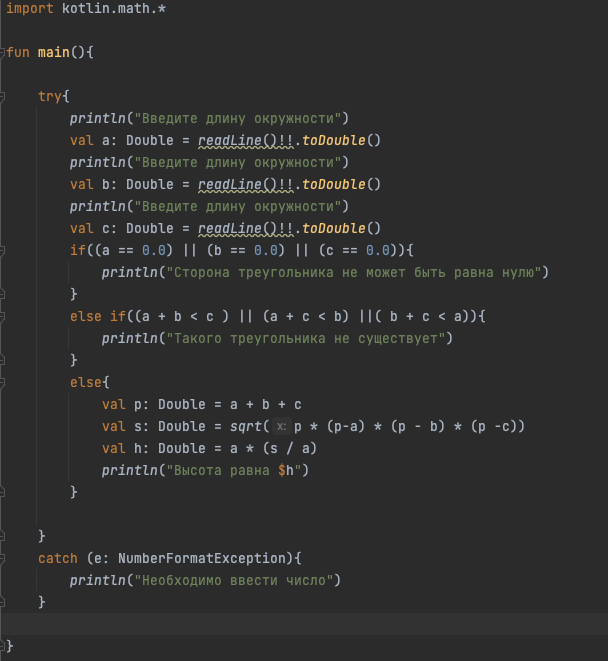 import kotlin.math.*
fun main(){
try{
println("Введите длину окружности")
val a: Double = readLine()!!.toDouble()
println("Введите длину окружности")
val b: Double = readLine()!!.toDouble()
println("Введите длину окружности")
val c: Double = readLine()!!.toDouble()
if((a == 0.0) || (b == 0.0) || (c == 0.0)){
println("Сторона треугольника не может быть равна нулю")
}
else if((a + b < c ) || (a + c < b) ||( b + c < a)){
println("Такого треугольника не существует")
}
else{
val p: Double = a + b + c
val s: Double = sqrt( x: p * (p-a) * (p - b) * (p -c))
val h: Double = a * (s / a)
println("Высота равна $h")
}
}
catch (e: NumberFormatException){
println("Необходимо ввести число")
}
}